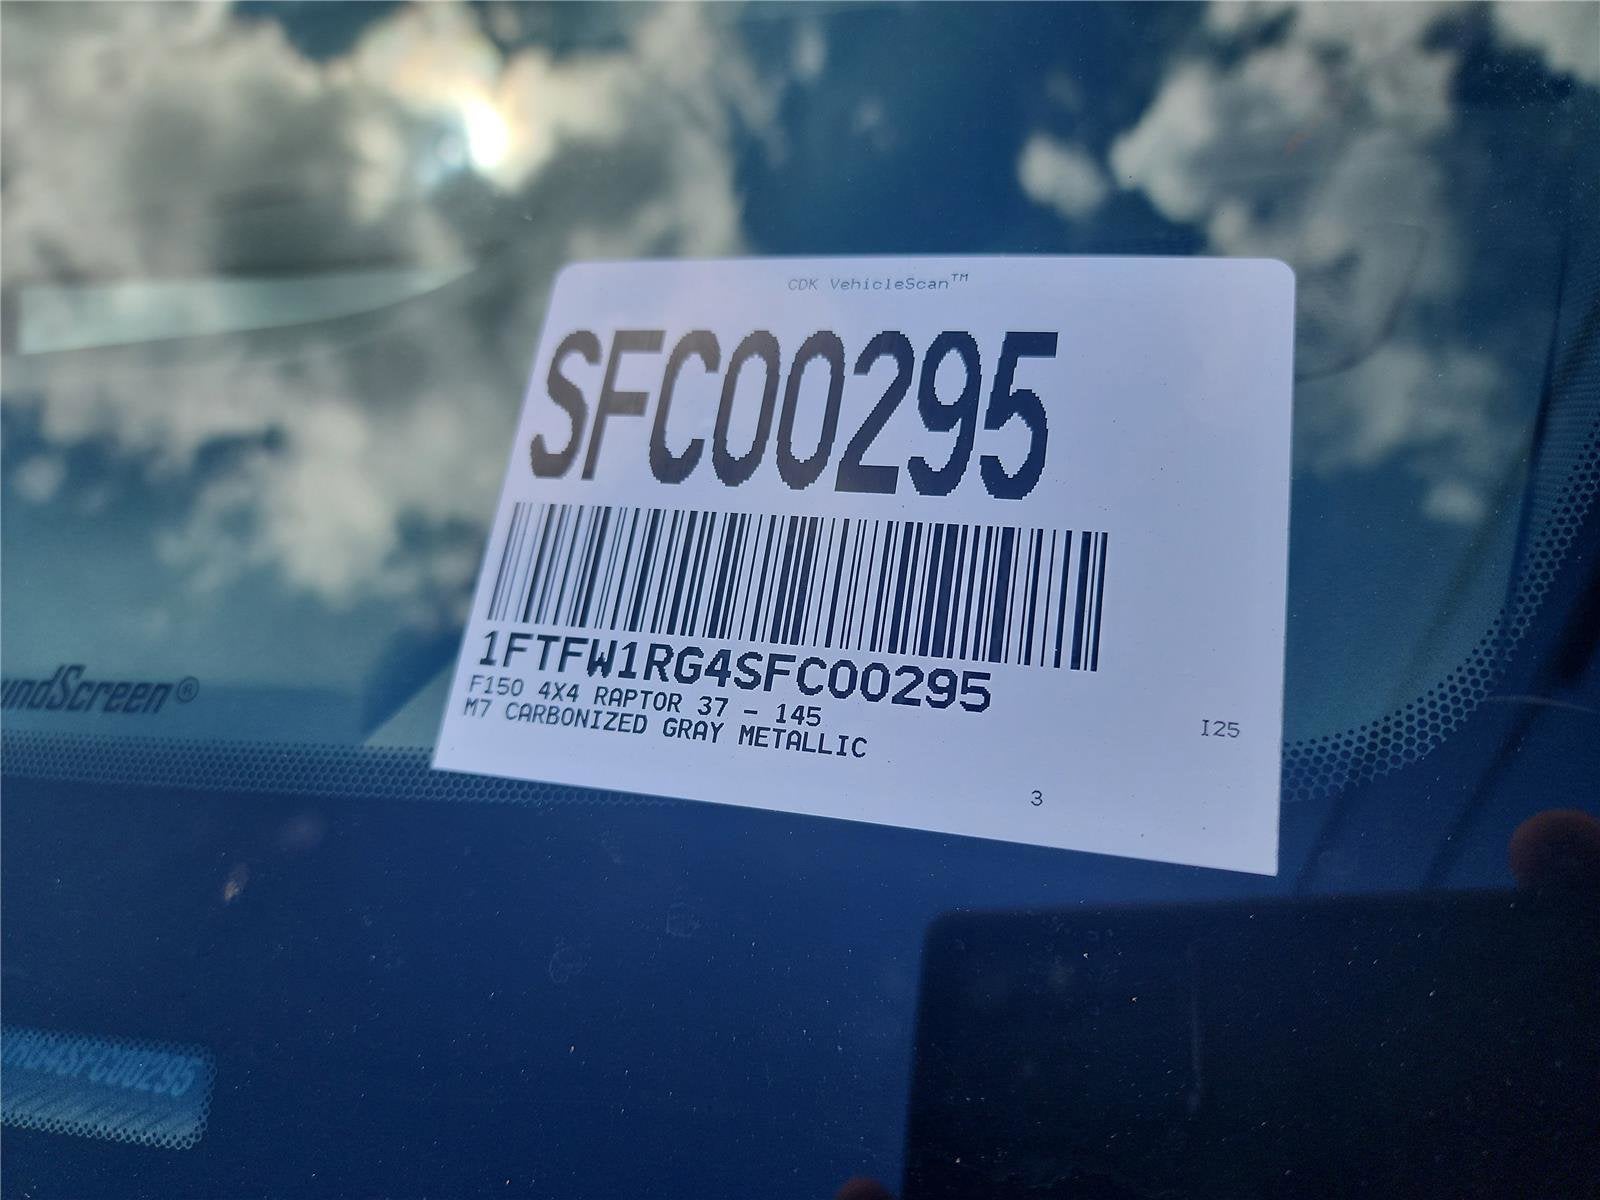 CDK VehicleScan™
SFC00295
1FTFW1RG4SFC00295
F150 4X4 RAPTOR 37 - 145
M7 CARBONIZED GRAY METALLIC
I25
3
undScreen®